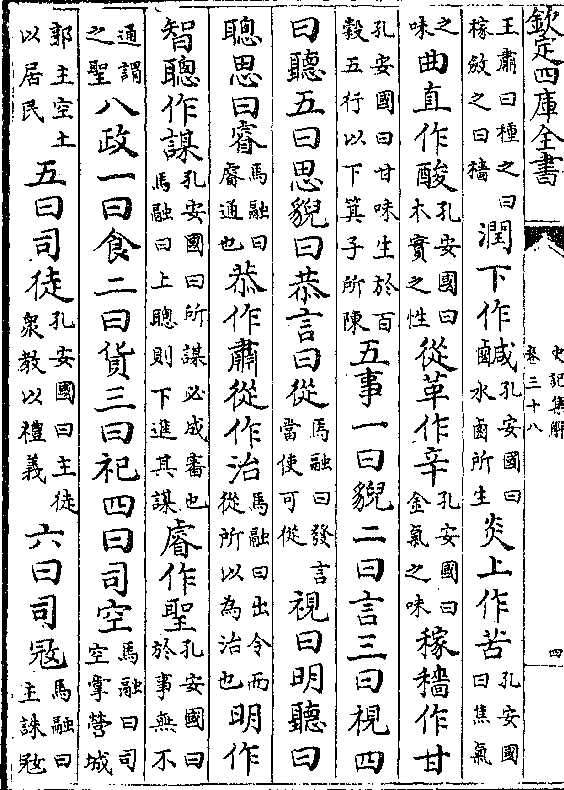 欽定四庫全書 史記集解 卷三十八 四
王肅曰種之曰稼斂之曰穡潤下作鹹孔安國曰水鹵所生炎上作苦孔安國曰焦氣
之味曲直作酸孔安國曰木實之性從革作辛孔安國曰金氣之味稼穡作甘
孔安國曰甘味生於百穀五行以下箕子所陳五事一曰貌二曰言三曰視四
曰聽五曰思貌曰恭言曰從馬融曰發言當使可從視曰明聽曰
聰思曰睿馬融曰睿通也恭作肅從作治馬融曰出令而從所以為治也明作
智聰作謀孔安國曰所謀必成審也馬融曰上聰則下進其謀睿作聖孔安國曰於事無不
通謂之聖八政一曰食二曰貨三曰祀四曰司空馬融曰司空掌營城
郭主空土以居民五曰司徒孔安國曰主徒衆教以禮義六曰司寇馬融曰主誅寇